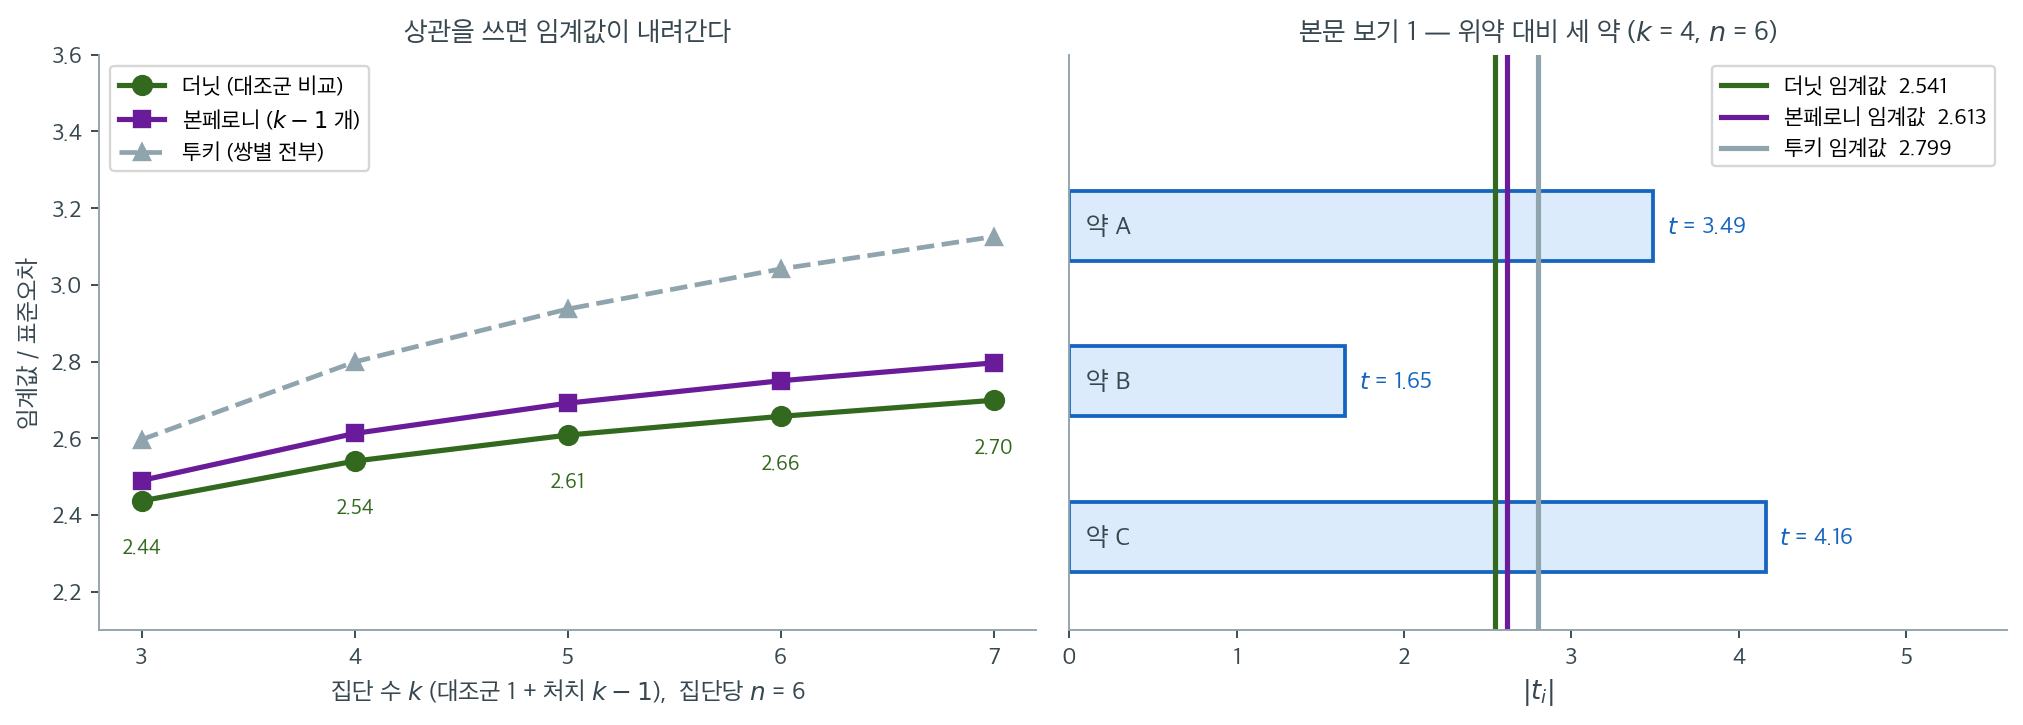 상관을 쓰면 임계값이 내려간다
더닛 (대조군 비교)
본페로니 (k − 1 개)
투키 (쌍별 전부)
임계값 / 표준오차
3.6
3.4
3.2
3.0
2.8
2.6
2.4
2.2
2.44
2.54
2.61
2.66
2.70
3
4
5
6
7
집단 수 k (대조군 1 + 처치 k − 1), 집단당 n = 6
본문 보기 1 — 위약 대비 세 약 (k = 4, n = 6)
더닛 임계값 2.541
본페로니 임계값 2.613
투키 임계값 2.799
약 A
t = 3.49
약 B
t = 1.65
약 C
t = 4.16
0
1
2
3
4
5
|t_i|